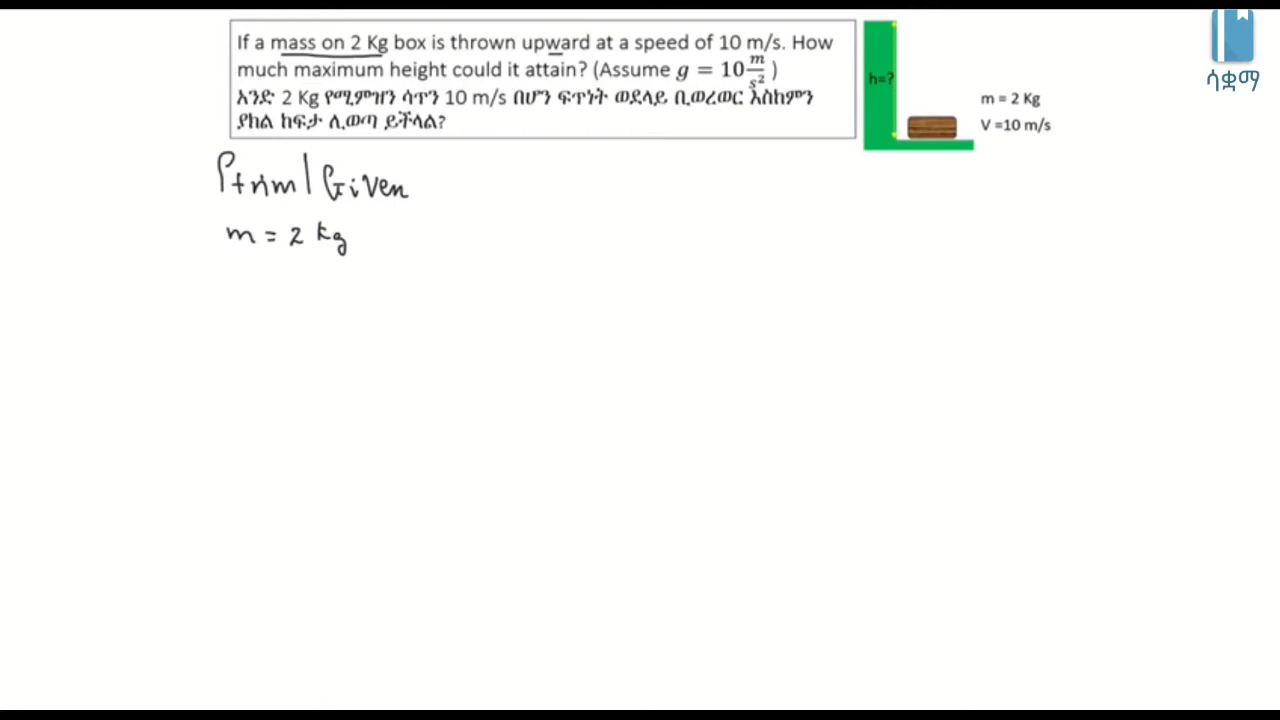 If a mass on 2 Kg box is thrown upward at a speed of 10 m/s. How
much maximum height could it attain? (Assume g = 10 m/s² )
አንድ 2 Kg የሚምዝን ሳጥን 10 m/s በሆን ፍጥነት ወደላይ ቢወረወር እስከምን
ያክል ከፍታ ሊወጣ ይችላል?
h=?
m = 2 Kg
V =10 m/s
ሳቋማ
| Given
m = 2 kg